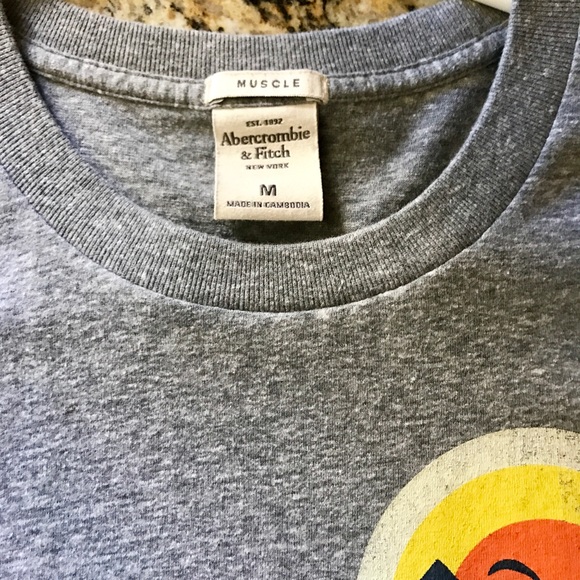 MUSCLE
EST. 1892
Abercrombie
& Fitch
NEW YORK
M
MADE IN CAMBODIA